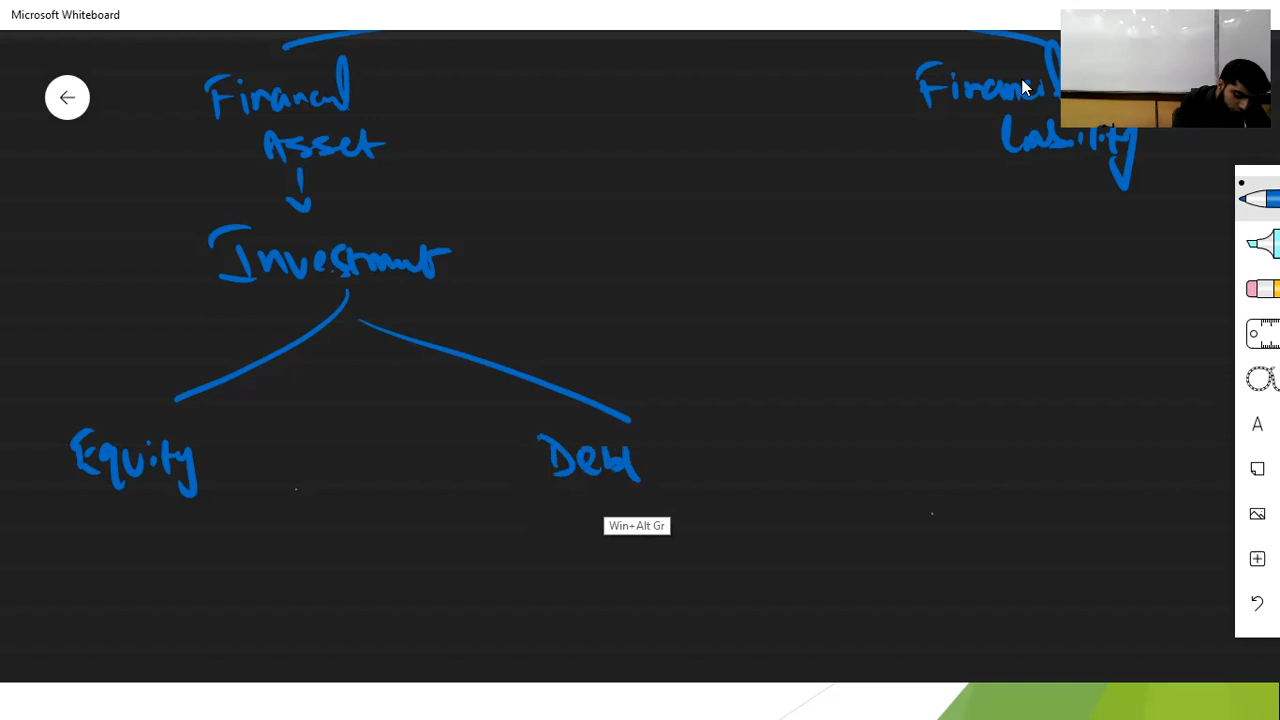 Microsoft Whiteboard
Financial
Asset
Financial
Liability
Investment
Equity
Debt
Win+Alt Gr
A